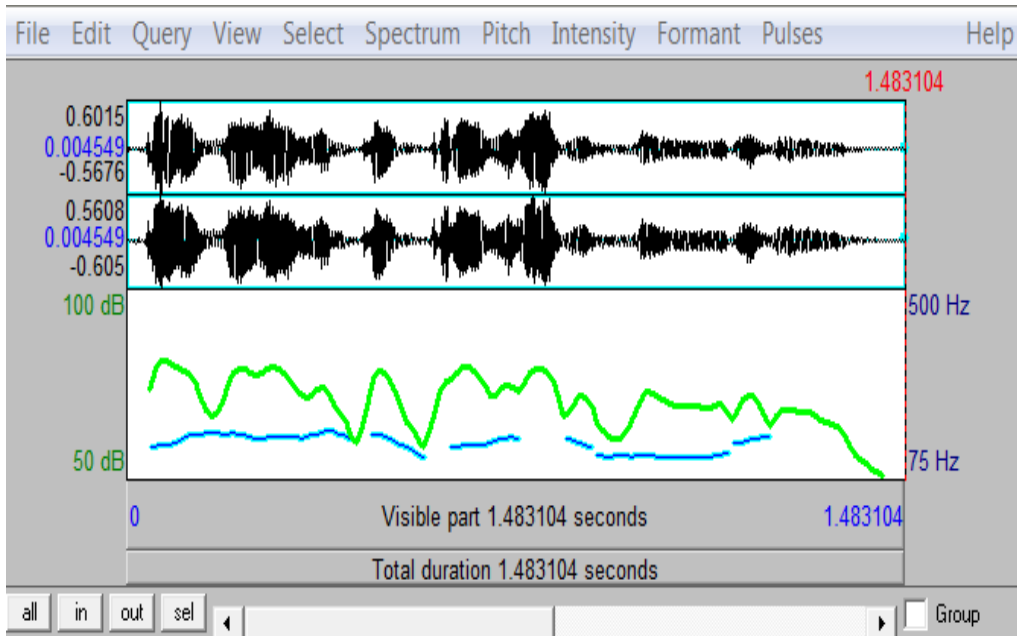 File Edit Query View Select Spectrum Pitch Intensity Formant Pulses Help
1.483104
0.6015
0.004549
-0.5676
0.5608
0.004549
-0.605
100 dB 500 Hz
50 dB 75 Hz
0 Visible part 1.483104 seconds 1.483104
Total duration 1.483104 seconds
all in out sel Group